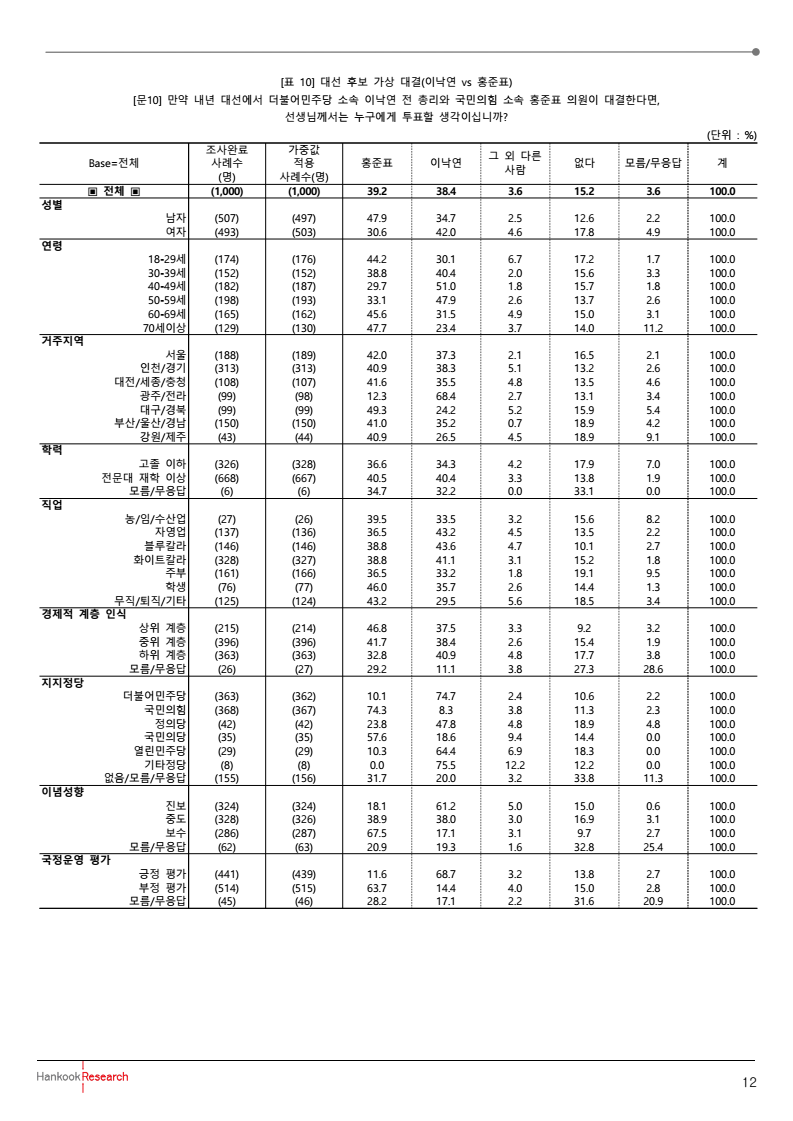 [표 10] 대선 후보 가상 대결(이낙연 vs 홍준표)
[문10] 만약 내년 대선에서 더불어민주당 소속 이낙연 전 총리와 국민의힘 소속 홍준표 의원이 대결한다면,
선생님께서는 누구에게 투표할 생각이십니까?
(단위 : %)
Base=전체 조사완료 사례수 (명) 가중값 적용 사례수(명) 홍준표 이낙연 그 외 다른 사람 없다 모름/무응답 계
▣ 전체 ▣ (1,000) (1,000) 39.2 38.4 3.6 15.2 3.6 100.0
성별
남자 (507) (497) 47.9 34.7 2.5 12.6 2.2 100.0
여자 (493) (503) 30.6 42.0 4.6 17.8 4.9 100.0
연령
18-29세 (174) (176) 44.2 30.1 6.7 17.2 1.7 100.0
30-39세 (152) (152) 38.8 40.4 2.0 15.6 3.3 100.0
40-49세 (182) (187) 29.7 51.0 1.8 15.7 1.8 100.0
50-59세 (198) (193) 33.1 47.9 2.6 13.7 2.6 100.0
60-69세 (165) (162) 45.6 31.5 4.9 15.0 3.1 100.0
70세이상 (129) (130) 47.7 23.4 3.7 14.0 11.2 100.0
거주지역
서울 (188) (189) 42.0 37.3 2.1 16.5 2.1 100.0
인천/경기 (313) (313) 40.9 38.3 5.1 13.2 2.6 100.0
대전/세종/충청 (108) (107) 41.6 35.5 4.8 13.5 4.6 100.0
광주/전라 (99) (98) 12.3 68.4 2.7 13.1 3.4 100.0
대구/경북 (99) (99) 49.3 24.2 5.2 15.9 5.4 100.0
부산/울산/경남 (150) (150) 41.0 35.2 0.7 18.9 4.2 100.0
강원/제주 (43) (44) 40.9 26.5 4.5 18.9 9.1 100.0
학력
고졸 이하 (326) (328) 36.6 34.3 4.2 17.9 7.0 100.0
전문대 재학 이상 (668) (667) 40.5 40.4 3.3 13.8 1.9 100.0
모름/무응답 (6) (6) 34.7 32.2 0.0 33.1 0.0 100.0
직업
농/임/수산업 (27) (26) 39.5 33.5 3.2 15.6 8.2 100.0
자영업 (137) (136) 36.5 43.2 4.5 13.5 2.2 100.0
블루칼라 (146) (146) 38.8 43.6 4.7 10.1 2.7 100.0
화이트칼라 (328) (327) 38.8 41.1 3.1 15.2 1.8 100.0
주부 (161) (166) 36.5 33.2 1.8 19.1 9.5 100.0
학생 (76) (77) 46.0 35.7 2.6 14.4 1.3 100.0
무직/퇴직/기타 (125) (124) 43.2 29.5 5.6 18.5 3.4 100.0
경제적 계층 인식
상위 계층 (215) (214) 46.8 37.5 3.3 9.2 3.2 100.0
중위 계층 (396) (396) 41.7 38.4 2.6 15.4 1.9 100.0
하위 계층 (363) (363) 32.8 40.9 4.8 17.7 3.8 100.0
모름/무응답 (26) (27) 29.2 11.1 3.8 27.3 28.6 100.0
지지정당
더불어민주당 (363) (362) 10.1 74.7 2.4 10.6 2.2 100.0
국민의힘 (368) (367) 74.3 8.3 3.8 11.3 2.3 100.0
정의당 (42) (42) 23.8 47.8 4.8 18.9 4.8 100.0
국민의당 (35) (35) 57.6 18.6 9.4 14.4 0.0 100.0
열린민주당 (29) (29) 10.3 64.4 6.9 18.3 0.0 100.0
기타정당 (8) (8) 0.0 75.5 12.2 12.2 0.0 100.0
없음/모름/무응답 (155) (156) 31.7 20.0 3.2 33.8 11.3 100.0
이념성향
진보 (324) (324) 18.1 61.2 5.0 15.0 0.6 100.0
중도 (328) (326) 38.9 38.0 3.0 16.9 3.1 100.0
보수 (286) (287) 67.5 17.1 3.1 9.7 2.7 100.0
모름/무응답 (62) (63) 20.9 19.3 1.6 32.8 25.4 100.0
국정운영 평가
긍정 평가 (441) (439) 11.6 68.7 3.2 13.8 2.7 100.0
부정 평가 (514) (515) 63.7 14.4 4.0 15.0 2.8 100.0
모름/무응답 (45) (46) 28.2 17.1 2.2 31.6 20.9 100.0
Hankook Research
12